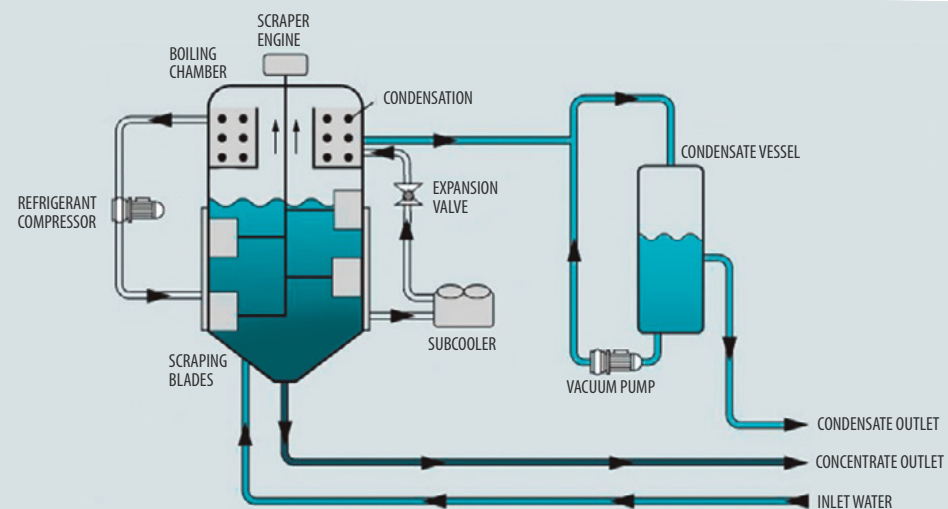 SCRAPER
ENGINE
BOILING
CHAMBER
CONDENSATION
CONDENSATE VESSEL
REFRIGERANT
COMPRESSOR
EXPANSION
VALVE
SUBCOOLER
SCRAPING
BLADES
VACUUM PUMP
CONDENSATE OUTLET
CONCENTRATE OUTLET
INLET WATER